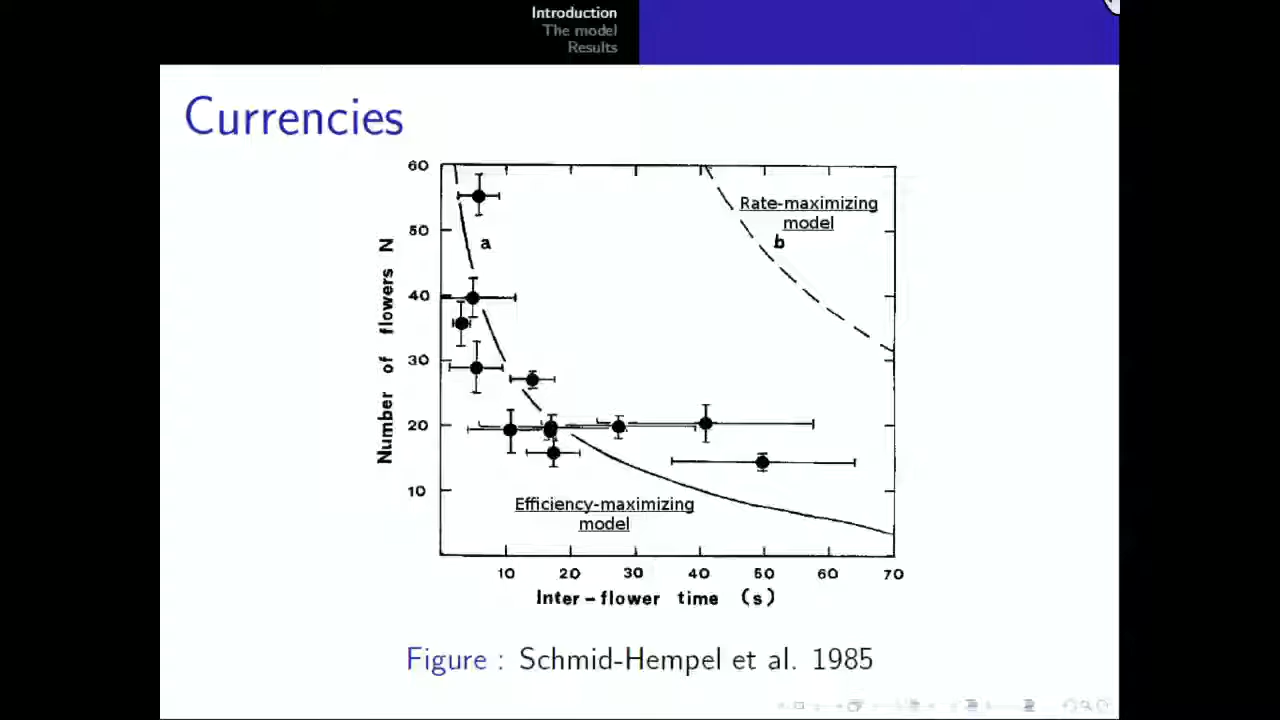 Introduction
The model
Results
Currencies
60
50
40
30
20
10
Number of flowers N
a
Rate-maximizing
model
b
Efficiency-maximizing
model
10 20 30 40 50 60 70
Inter-flower time (s)
Figure : Schmid-Hempel et al. 1985